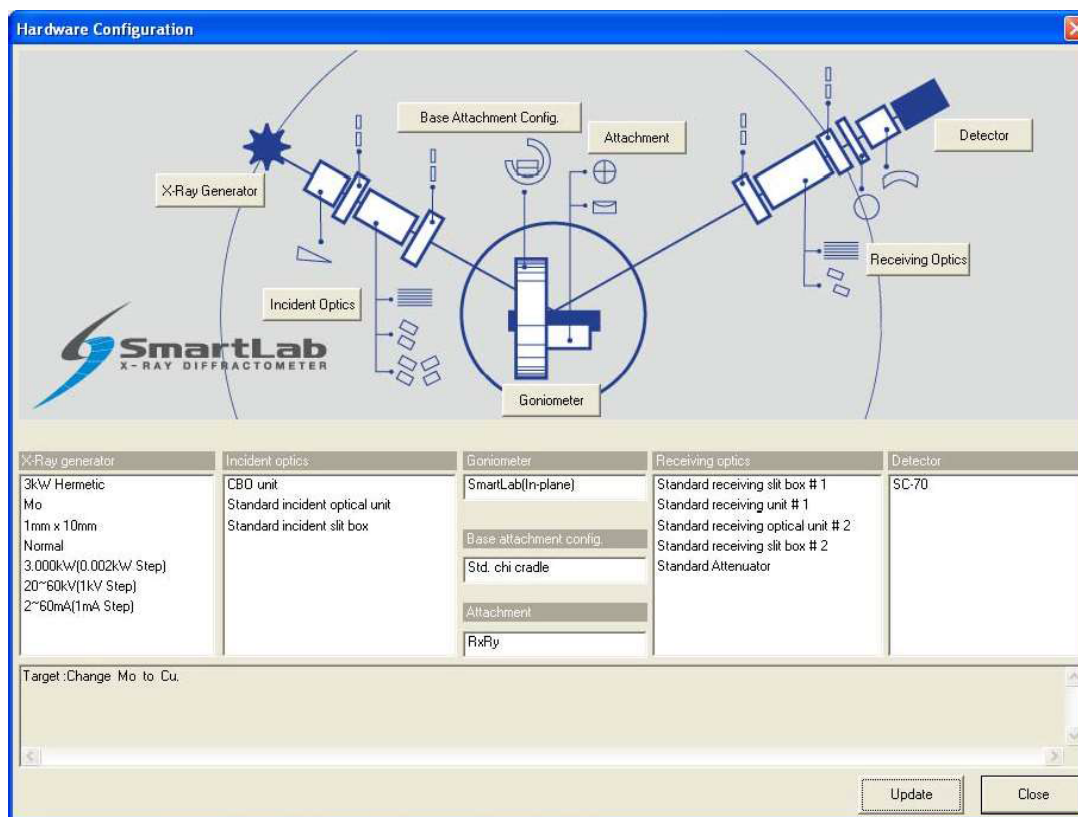 Hardware Configuration
Base Attachment Config.
Attachment
Detector
X-Ray Generator
Receiving Optics
Incident Optics
SmartLab
X-RAY DIFFRACTOMETER
Goniometer
X-Ray generator
3kW Hermetic
Mo
1mm x 10mm
Normal
3.000kW(0.002kW Step)
20~60kV(1kV Step)
2~60mA(1mA Step)
Incident optics
CBO unit
Standard incident optical unit
Standard incident slit box
Goniometer
SmartLab(In-plane)
Base attachment config.
Std. chi cradle
Attachment
RxRy
Receiving optics
Standard receiving slit box # 1
Standard receiving unit # 1
Standard receiving optical unit # 2
Standard receiving slit box # 2
Standard Attenuator
Detector
SC-70
Target :Change Mo to Cu.
Update
Close